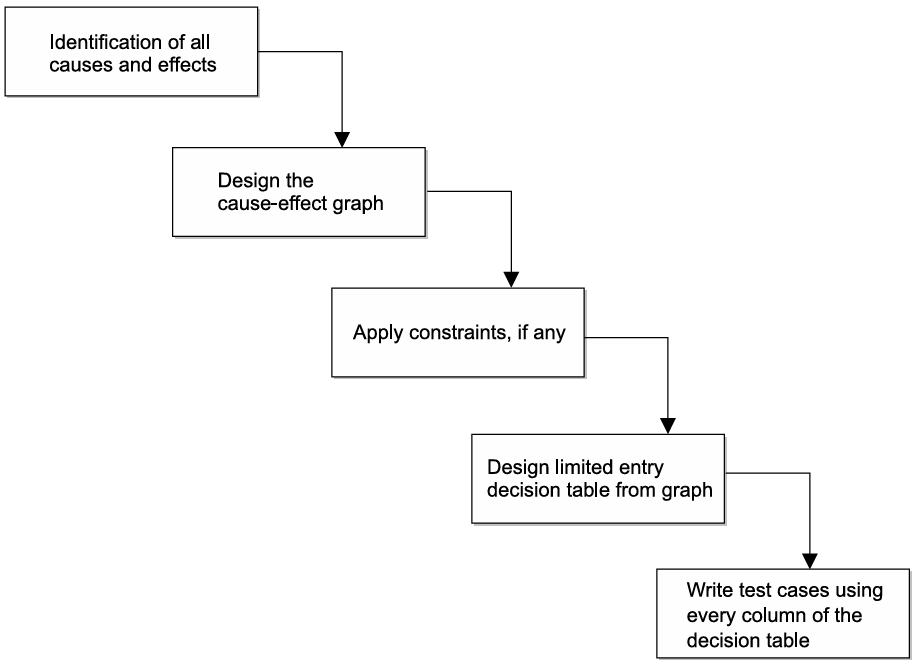 Identification of all
causes and effects
Design the
cause-effect graph
Apply constraints, if any
Design limited entry
decision table from graph
Write test cases using
every column of the
decision table